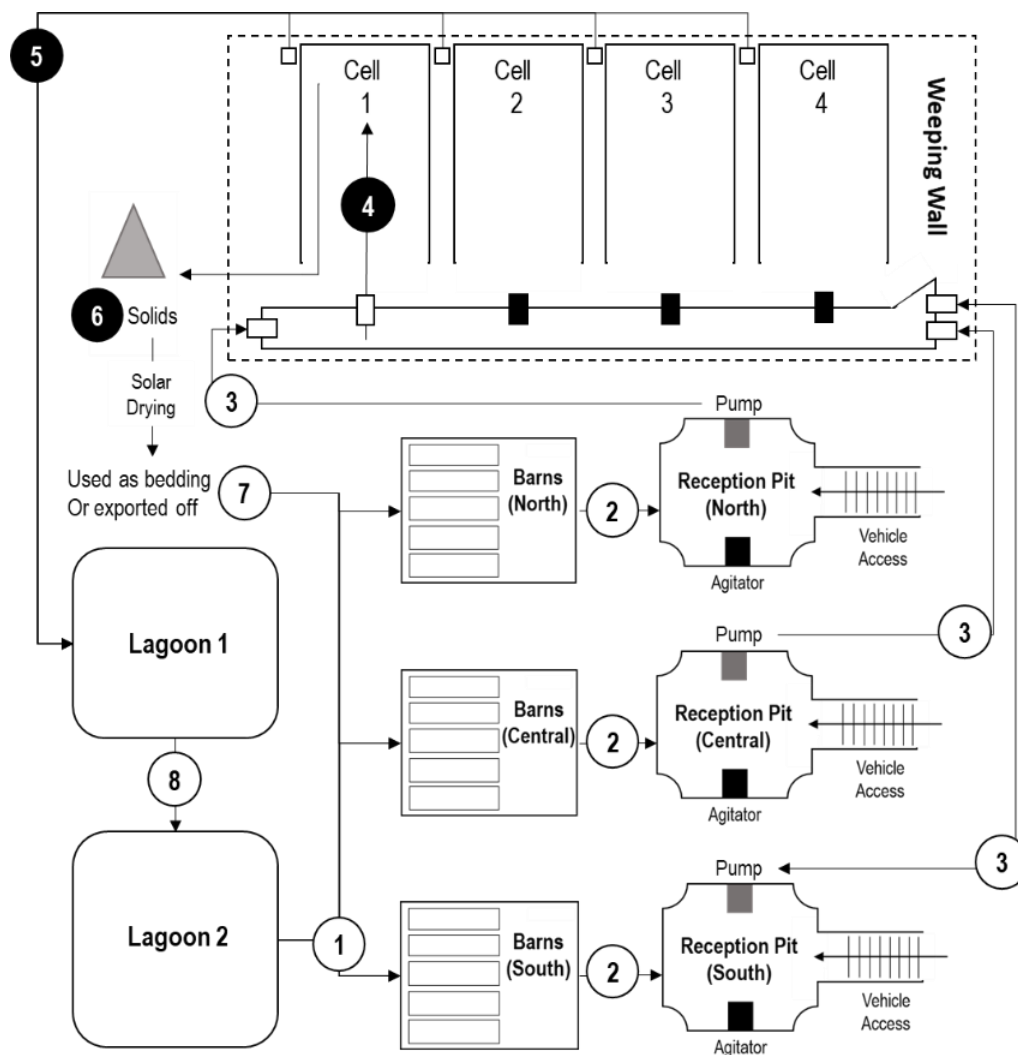 5
Cell
1
Cell
2
Cell
3
Cell
4
Weeping Wall
4
6
Solids
Solar
Drying
3
Used as bedding
Or exported off
7
Pump
Barns
(North)
2
Reception Pit
(North)
Vehicle
Access
Agitator
Lagoon 1
Pump
3
Barns
(Central)
2
Reception Pit
(Central)
Vehicle
Access
Agitator
8
Pump
3
Lagoon 2
1
Barns
(South)
2
Reception Pit
(South)
Vehicle
Access
Agitator